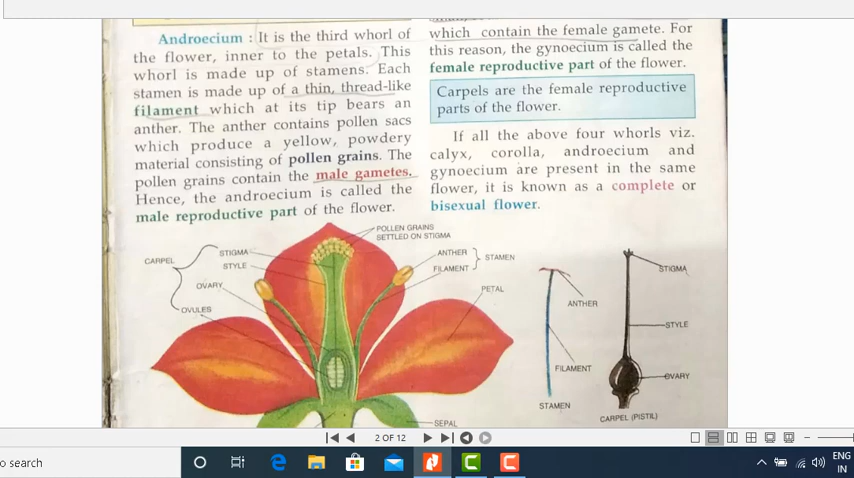 Androecium : It is the third whorl of
the flower, inner to the petals. This
whorl is made up of stamens. Each
stamen is made up of a thin, thread-like
filament which at its tip bears an
anther. The anther contains pollen sacs
which produce a yellow, powdery
material consisting of pollen grains. The
pollen grains contain the male gametes.
Hence, the androecium is called the
male reproductive part of the flower.
which contain the female gamete. For
this reason, the gynoecium is called the
female reproductive part of the flower.
Carpels are the female reproductive
parts of the flower.
If all the above four whorls viz.
calyx, corolla, androecium and
gynoecium are present in the same
flower, it is known as a complete or
bisexual flower.
POLLEN GRAINS
SETTLED ON STIGMA
CARPEL
STIGMA
STYLE
OVARY
OVULES
ANTHER
FILAMENT
STAMEN
PETAL
SEPAL
ANTHER
FILAMENT
STAMEN
STIGMA
STYLE
OVARY
CARPEL (PISTIL)
2 OF 12
o search
ENG
IN